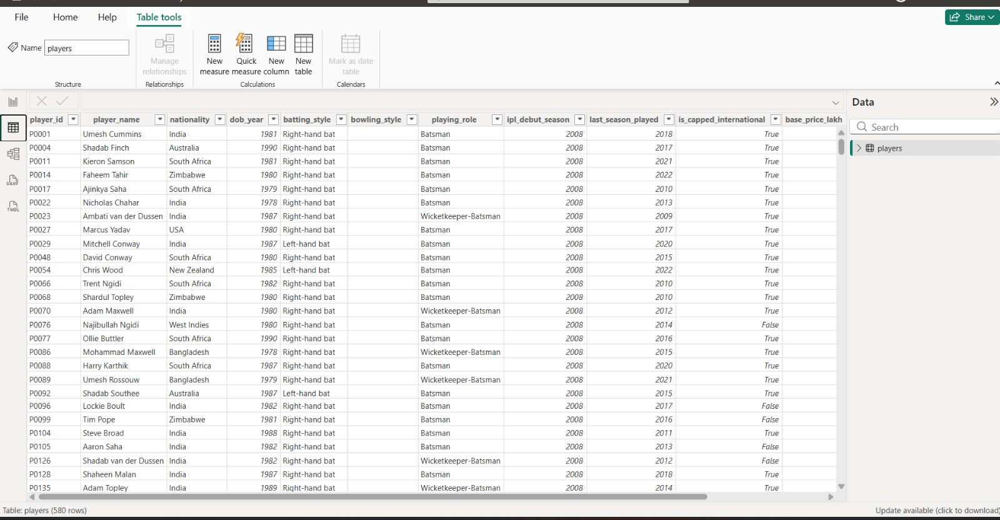 File Home Help Table tools Share
Name players
Manage relationships
New measure
Quick measure
New column
New table
Mark as date table
Structure Relationships Calculations Calendars
Data
Search
players
player_id player_name nationality dob_year batting_style bowling_style playing_role ipl_debut_season last_season_played is_capped_international base_price_lakh
P0001 Umesh Cummins India 1981 Right-hand bat Batsman 2008 2018 True
P0004 Shadab Finch Australia 1990 Right-hand bat Batsman 2008 2017 True
P0011 Kieron Samson South Africa 1981 Right-hand bat Batsman 2008 2021 True
P0014 Faheem Tahir Zimbabwe 1980 Right-hand bat Batsman 2008 2022 True
P0017 Ajinkya Saha South Africa 1979 Right-hand bat Batsman 2008 2010 True
P0022 Nicholas Chahar India 1978 Right-hand bat Batsman 2008 2013 True
P0023 Ambati van der Dussen India 1987 Right-hand bat Wicketkeeper-Batsman 2008 2009 True
P0027 Marcus Yadav USA 1980 Right-hand bat Batsman 2008 2017 True
P0029 Mitchell Conway India 1987 Left-hand bat Batsman 2008 2020 True
P0048 David Conway South Africa 1980 Right-hand bat Batsman 2008 2015 True
P0054 Chris Wood New Zealand 1985 Left-hand bat Batsman 2008 2022 True
P0066 Trent Ngidi South Africa 1982 Right-hand bat Batsman 2008 2010 True
P0068 Shardul Topley Zimbabwe 1980 Right-hand bat Batsman 2008 2010 True
P0070 Adam Maxwell India 1980 Right-hand bat Wicketkeeper-Batsman 2008 2012 True
P0076 Najibullah Ngidi West Indies 1980 Right-hand bat Batsman 2008 2014 False
P0077 Ollie Buttler South Africa 1990 Right-hand bat Batsman 2008 2016 True
P0086 Mohammad Maxwell Bangladesh 1978 Right-hand bat Wicketkeeper-Batsman 2008 2015 True
P0088 Harry Karthik South Africa 1987 Right-hand bat Batsman 2008 2020 True
P0089 Umesh Rossouw Bangladesh 1979 Right-hand bat Wicketkeeper-Batsman 2008 2021 True
P0092 Shadab Southee Australia 1987 Left-hand bat Batsman 2008 2015 True
P0096 Lockie Boult India 1982 Right-hand bat Batsman 2008 2017 False
P0099 Tim Pope Zimbabwe 1981 Right-hand bat Batsman 2008 2016 False
P0104 Steve Broad India 1988 Right-hand bat Batsman 2008 2011 True
P0105 Aaron Saha India 1982 Right-hand bat Batsman 2008 2013 False
P0126 Shadab van der Dussen India 1982 Right-hand bat Wicketkeeper-Batsman 2008 2012 False
P0128 Shaheen Malan India 1987 Right-hand bat Batsman 2008 2018 True
P0135 Adam Topley India 1989 Right-hand bat Wicketkeeper-Batsman 2008 2014 True
DAX
TMDL
Table: players (580 rows) Update available (click to download)